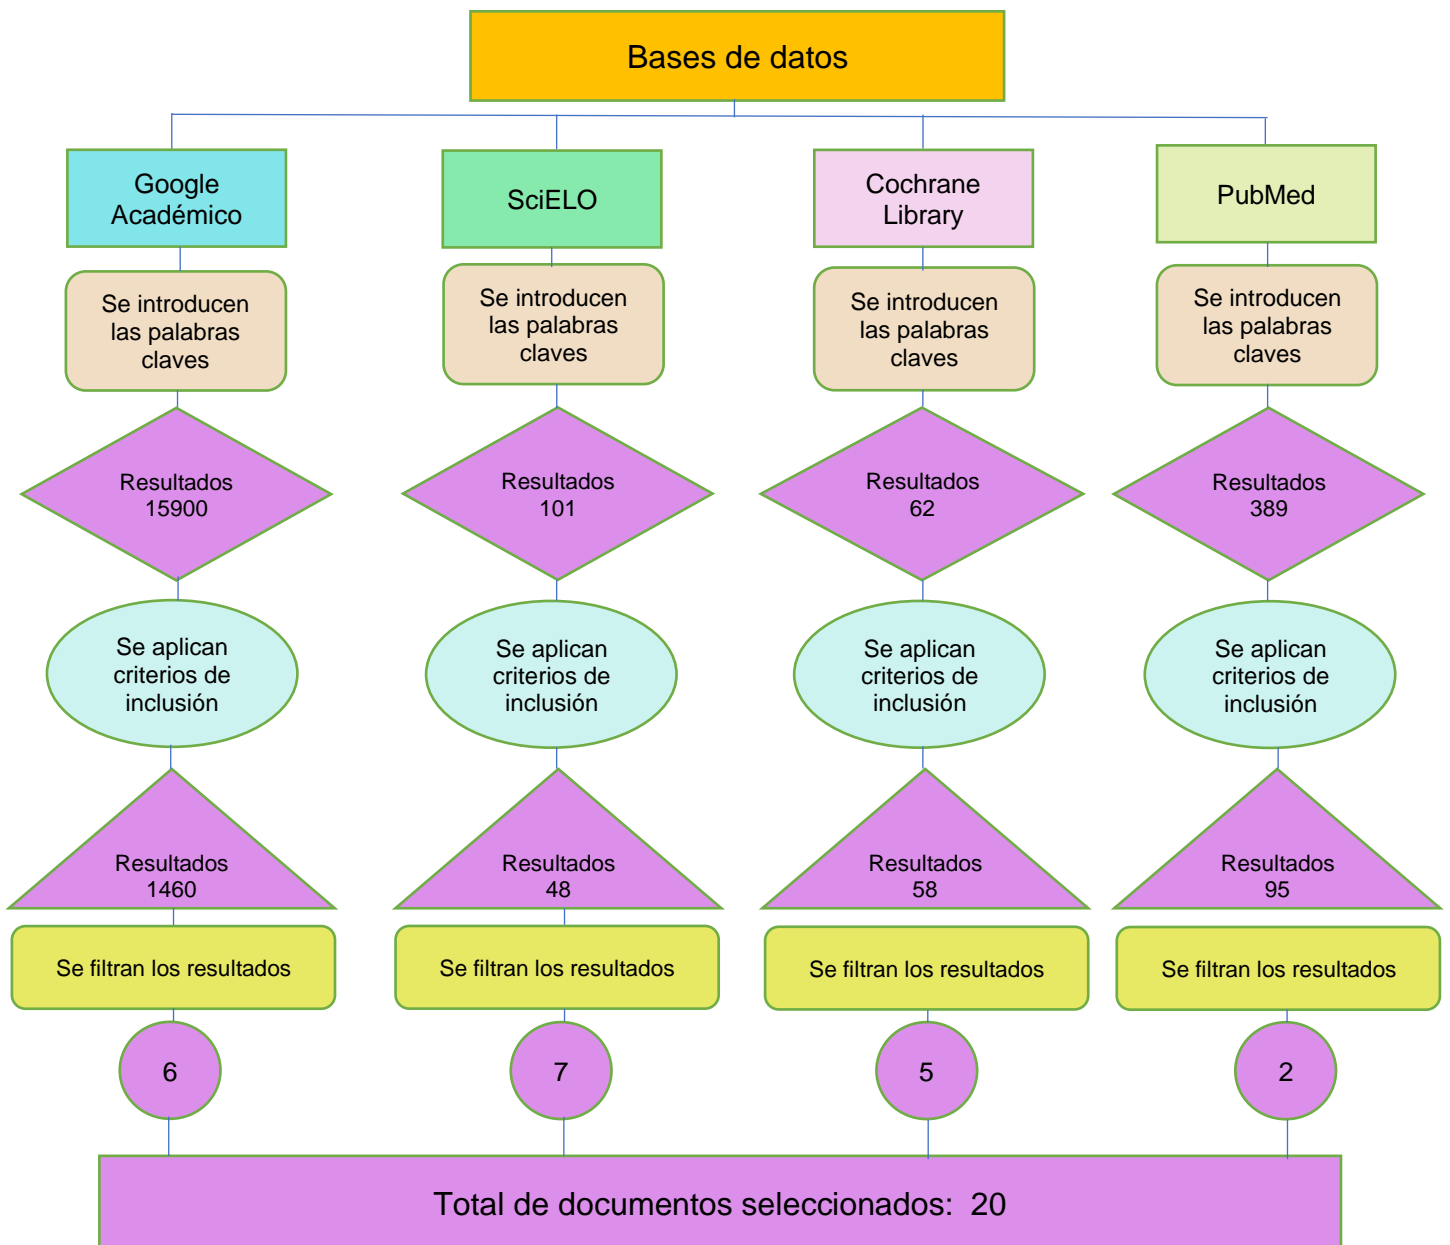 Bases de datos
Google
Académico
SciELO
Cochrane
Library
PubMed
Se introducen
las palabras
claves
Se introducen
las palabras
claves
Se introducen
las palabras
claves
Se introducen
las palabras
claves
Resultados
15900
Resultados
101
Resultados
62
Resultados
389
Se aplican
criterios de
inclusión
Se aplican
criterios de
inclusión
Se aplican
criterios de
inclusión
Se aplican
criterios de
inclusión
Resultados
1460
Resultados
48
Resultados
58
Resultados
95
Se filtran los resultados
Se filtran los resultados
Se filtran los resultados
Se filtran los resultados
6
7
5
2
Total de documentos seleccionados: 20